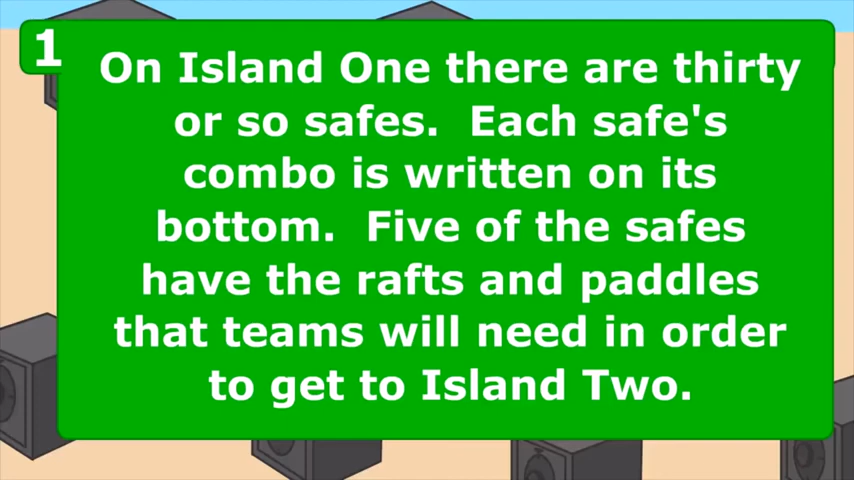 1
On Island One there are thirty
or so safes.  Each safe's
combo is written on its
bottom.  Five of the safes
have the rafts and paddles
that teams will need in order
to get to Island Two.